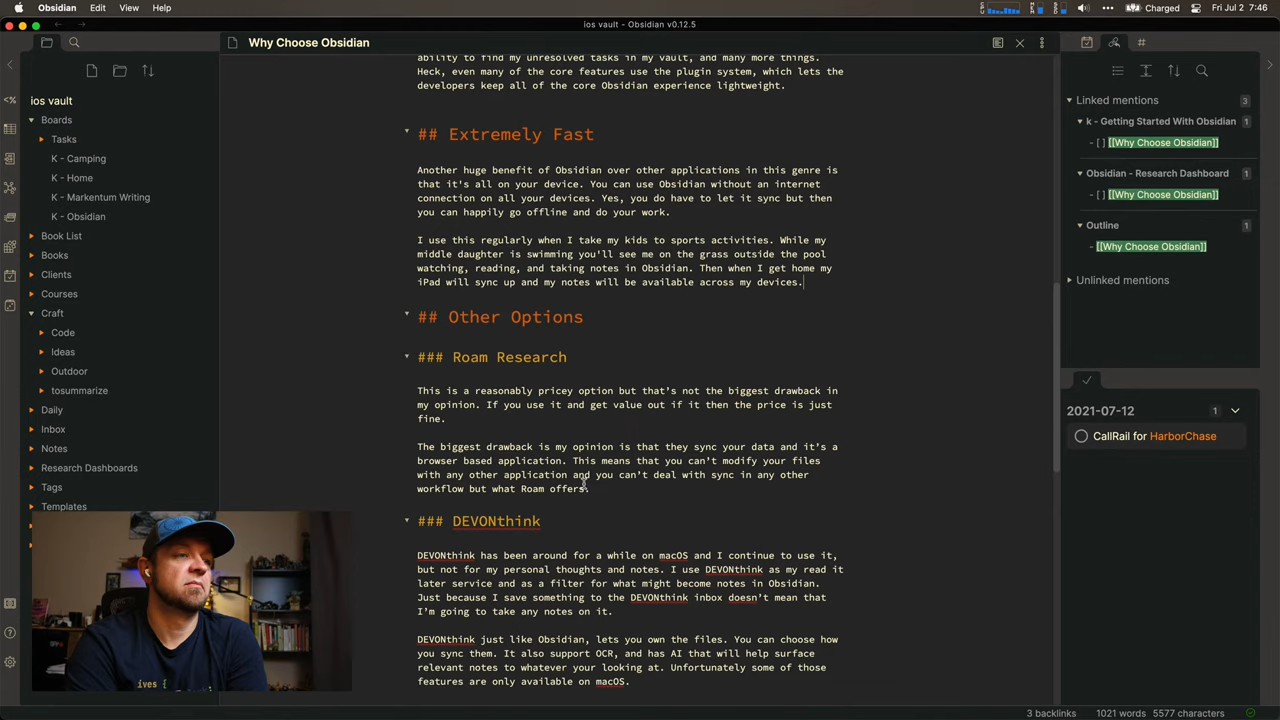 Obsidian Edit View Help
Charged Fri Jul 2 7:46
ios vault - Obsidian v0.12.5
Why Choose Obsidian
ios vault
Boards
Tasks
K - Camping
K - Home
K - Markentum Writing
K - Obsidian
Book List
Books
Clients
Courses
Craft
Code
Ideas
Outdoor
tosummarize
Daily
Inbox
Notes
Research Dashboards
Tags
Templates
ability to find my unresolved tasks in my vault, and many more things.
Heck, even many of the core features use the plugin system, which lets the
developers keep all of the core Obsidian experience lightweight.
## Extremely Fast
Another huge benefit of Obsidian over other applications in this genre is
that it's all on your device. You can use Obsidian without an internet
connection on all your devices. Yes, you do have to let it sync but then
you can happily go offline and do your work.
I use this regularly when I take my kids to sports activities. While my
middle daughter is swimming you'll see me on the grass outside the pool
watching, reading, and taking notes in Obsidian. Then when I get home my
iPad will sync up and my notes will be available across my devices.
## Other Options
### Roam Research
This is a reasonably pricey option but that's not the biggest drawback in
my opinion. If you use it and get value out if it then the price is just
fine.
The biggest drawback is my opinion is that they sync your data and it's a
browser based application. This means that you can't modify your files
with any other application and you can't deal with sync in any other
workflow but what Roam offers.
### DEVONthink
DEVONthink has been around for a while on macOS and I continue to use it,
but not for my personal thoughts and notes. I use DEVONthink as my read it
later service and as a filter for what might become notes in Obsidian.
Just because I save something to the DEVONthink inbox doesn't mean that
I'm going to take any notes on it.
DEVONthink just like Obsidian, lets you own the files. You can choose how
you sync them. It also support OCR, and has AI that will help surface
relevant notes to whatever your looking at. Unfortunately some of those
features are only available on macOS.
Linked mentions 3
k - Getting Started With Obsidian 1
- [ ] [[Why Choose Obsidian]]
Obsidian - Research Dashboard 1
- [ ] [[Why Choose Obsidian]]
Outline 1
- [[Why Choose Obsidian]]
Unlinked mentions
2021-07-12 1
CallRail for HarborChase
ives {
3 backlinks 1021 words 5577 characters